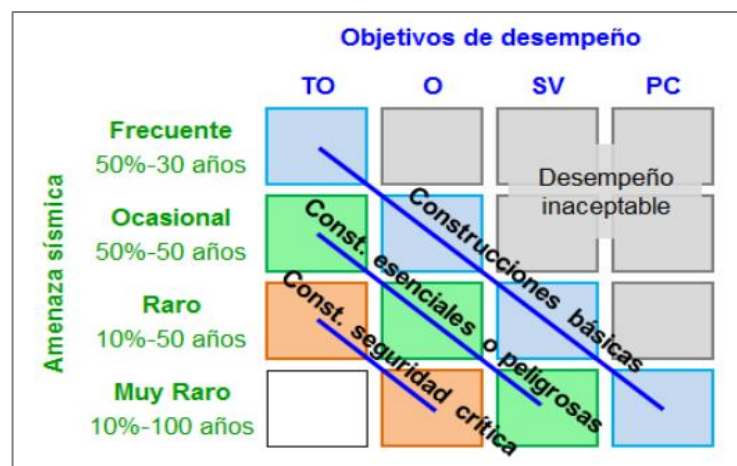 Objetivos de desempeño
TO O SV PC
Amenaza sísmica
Frecuente
50%-30 años
Ocasional
50%-50 años
Raro
10%-50 años
Muy Raro
10%-100 años
Desempeño
inaceptable
Construcciones básicas
Const. esenciales o peligrosas
Const. seguridad crítica